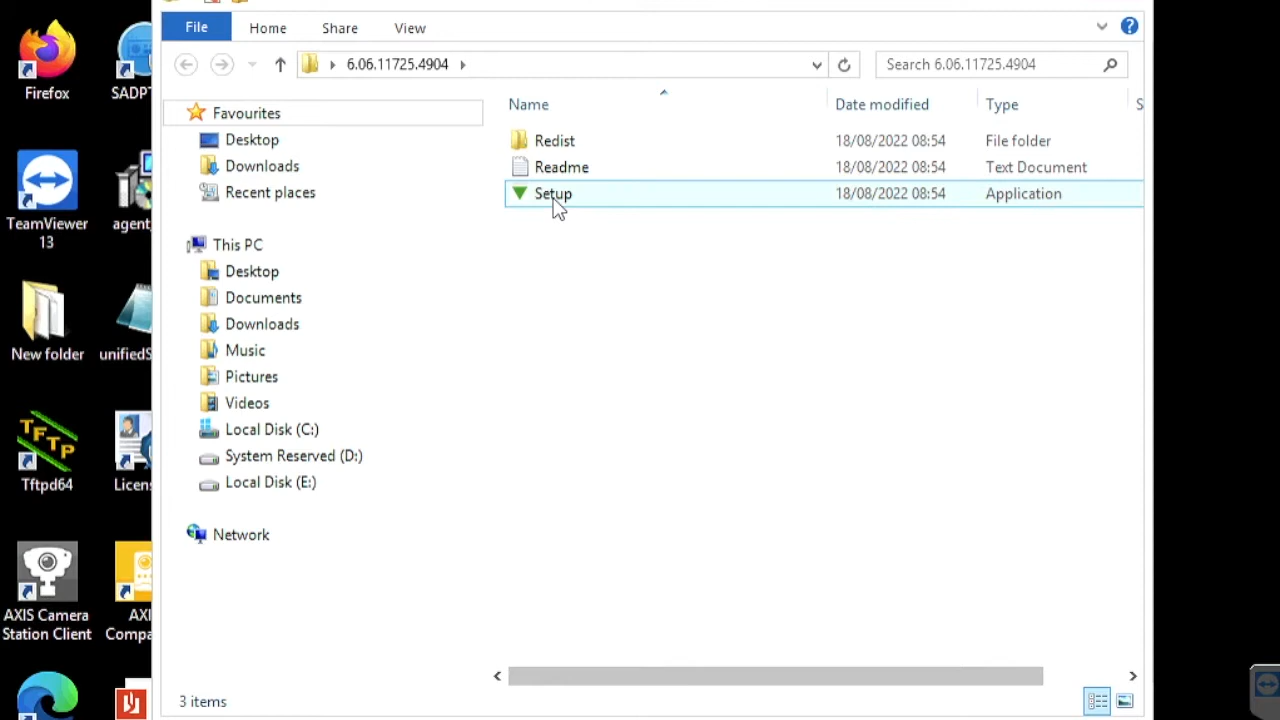 File
Home
Share
View
6.06.11725.4904
Search 6.06.11725.4904
Favourites
Desktop
Downloads
Recent places
This PC
Desktop
Documents
Downloads
Music
Pictures
Videos
Local Disk (C:)
System Reserved (D:)
Local Disk (E:)
Network
Name
Date modified
Type
S
Redist
18/08/2022 08:54
File folder
Readme
18/08/2022 08:54
Text Document
Setup
18/08/2022 08:54
Application
3 items
Firefox
SADPT
TeamViewer
13
agent_
New folder
unifiedS
TFTP
Tftpd64
Licens
AXIS Camera
Station Client
AXI
Compa